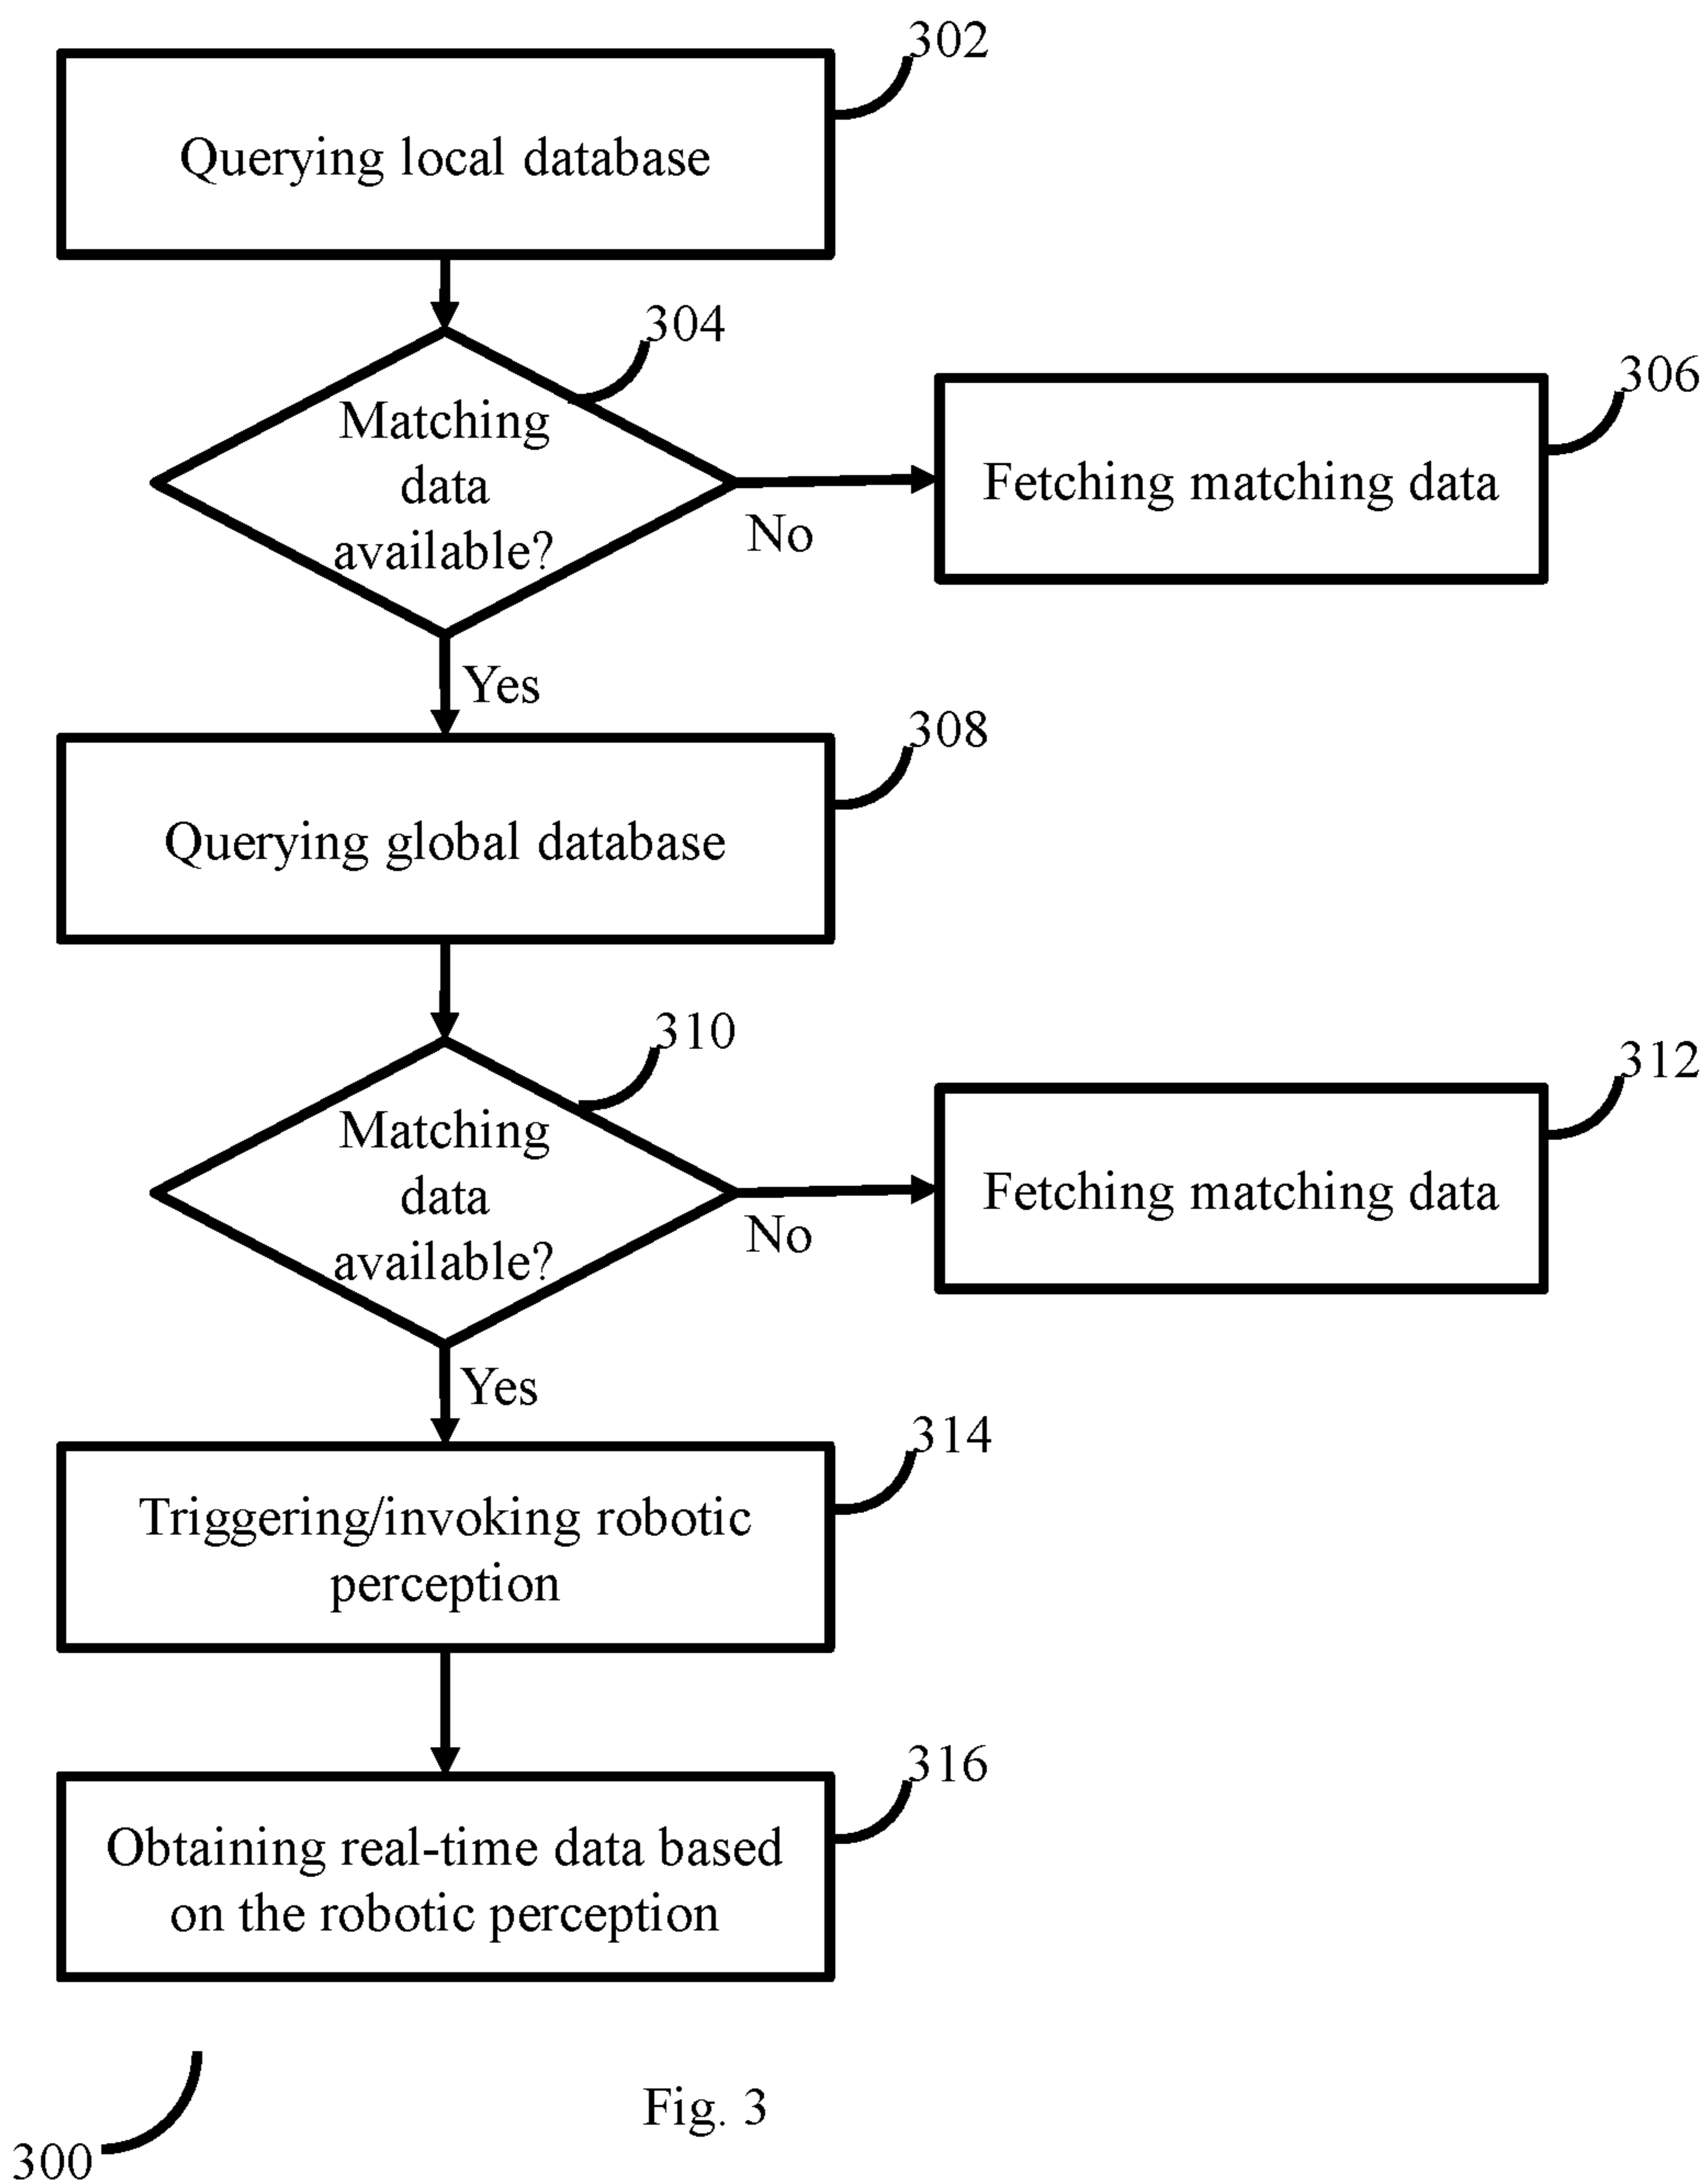 302
Querying local database
304
Matching
data
available?
306
Fetching matching data
No
Yes
308
Querying global database
310
Matching
data
available?
312
Fetching matching data
No
Yes
314
Triggering/invoking robotic
perception
316
Obtaining real-time data based
on the robotic perception
Fig. 3
300